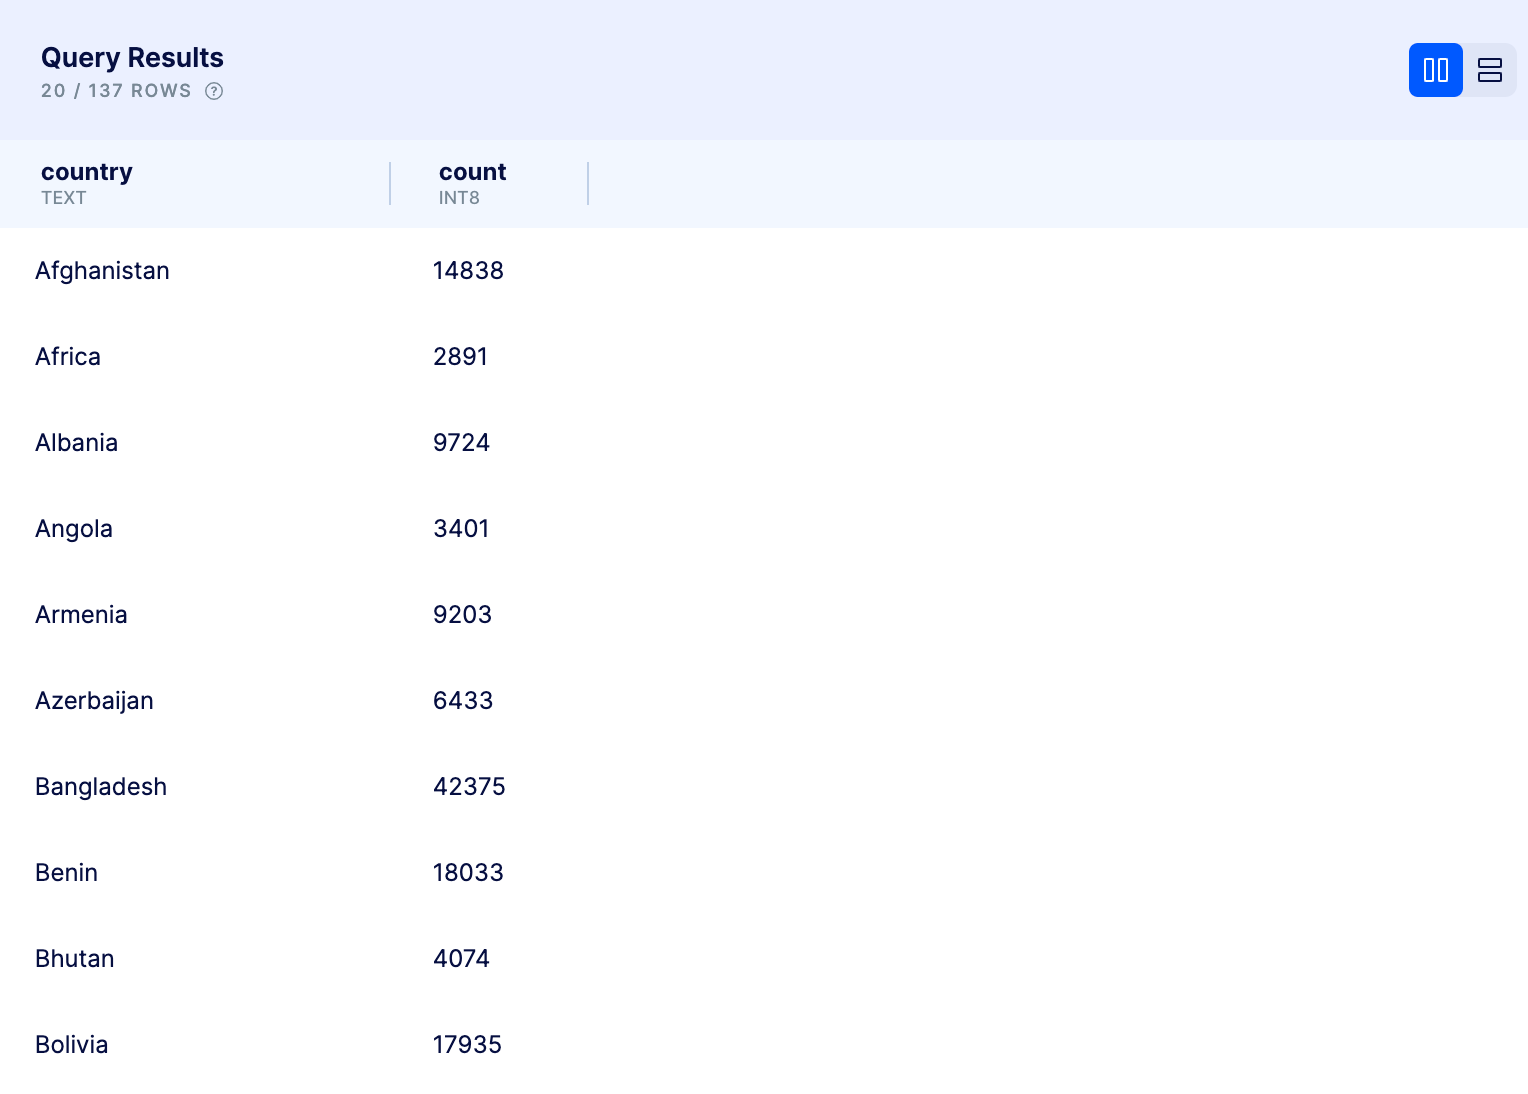 Query Results
20 / 137 ROWS ?
country count
TEXT INT8
Afghanistan 14838
Africa 2891
Albania 9724
Angola 3401
Armenia 9203
Azerbaijan 6433
Bangladesh 42375
Benin 18033
Bhutan 4074
Bolivia 17935